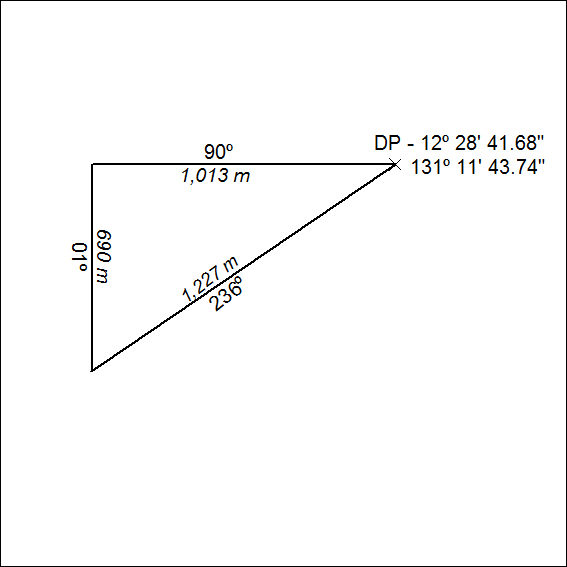 DP - 12º 28' 41.68"
131º 11' 43.74"
90º
1,013 m
690 m
01º
1,227 m
236º